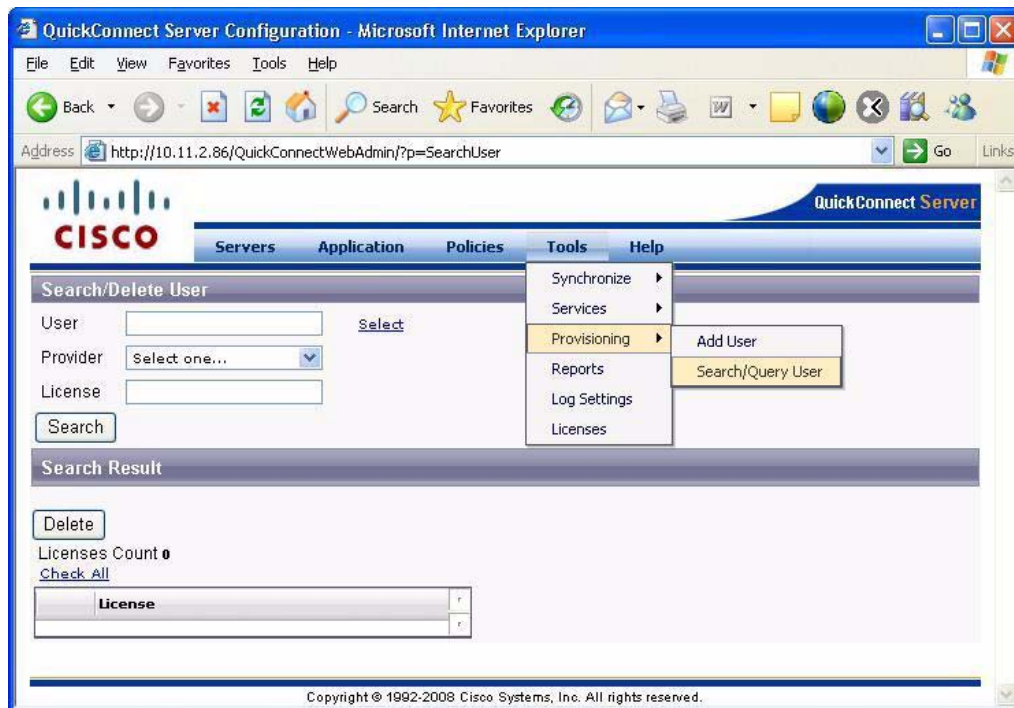 QuickConnect Server Configuration - Microsoft Internet Explorer
File Edit View Favorites Tools Help
Back Search Favorites
Address http://10.11.2.86/QuickConnectWebAdmin/?p=SearchUser Go Links
QuickConnect Server
CISCO
Servers Application Policies Tools Help
Search/Delete User
Synchronize
User Select
Services
Provider Select one...
Provisioning Add User
License
Reports Search/Query User
Log Settings
Search
Licenses
Search Result
Delete
Licenses Count 0
Check All
License
Copyright © 1992-2008 Cisco Systems, Inc. All rights reserved.